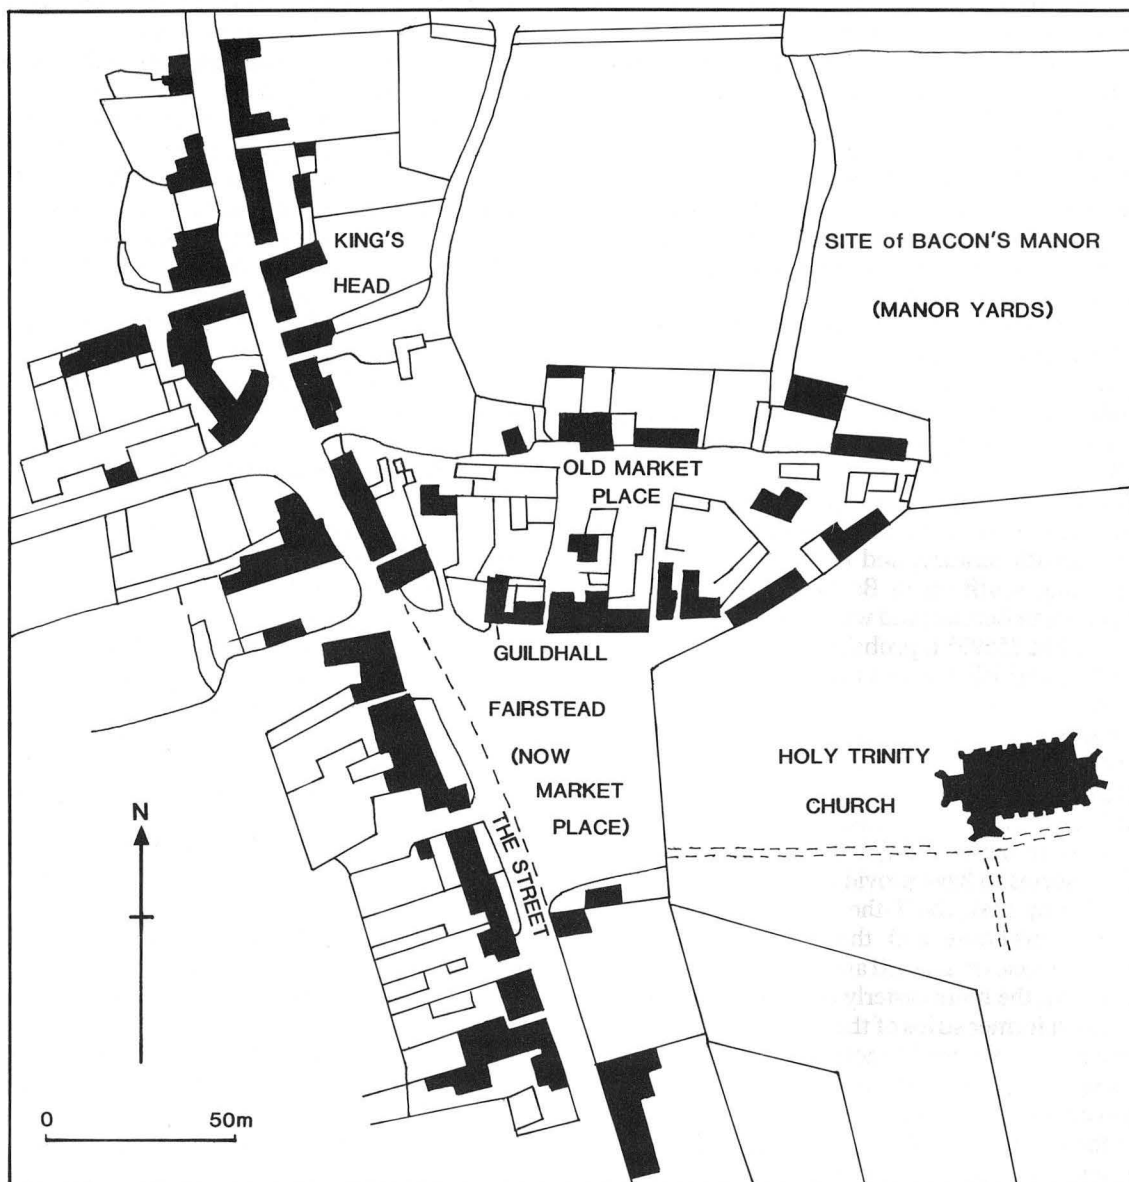 KING'S
HEAD
SITE of BACON'S MANOR
(MANOR YARDS)
OLD MARKET
PLACE
GUILDHALL
FAIRSTEAD
(NOW
MARKET
PLACE)
THE STREET
HOLY TRINITY
CHURCH
N
0 50m